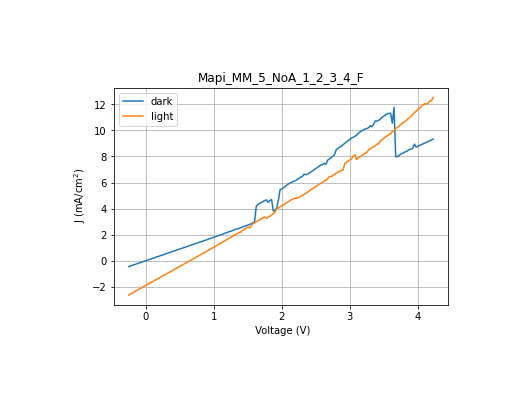 Mapi_MM_5_NoA_1_2_3_4_F
dark
light
12
10
8
6
4
2
0
−2
J (mA/cm²)
0 1 2 3 4
Voltage (V)